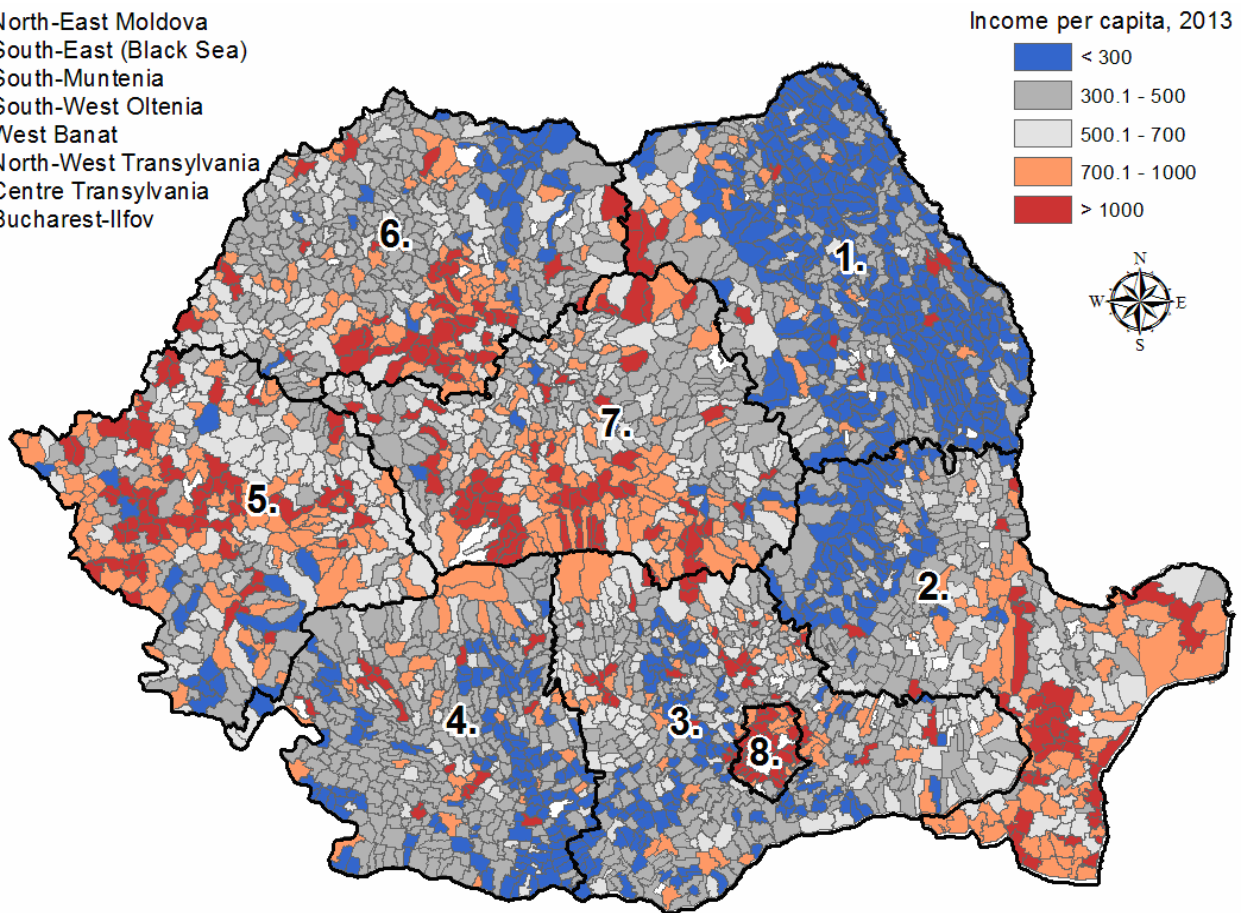 North-East Moldova
South-East (Black Sea)
South-Muntenia
South-West Oltenia
West Banat
North-West Transylvania
Centre Transylvania
Bucharest-Ilfov
Income per capita, 2013
< 300
300.1 - 500
500.1 - 700
700.1 - 1000
> 1000
N
W E
S
6.
1.
7.
5.
2.
4.
3.
8.